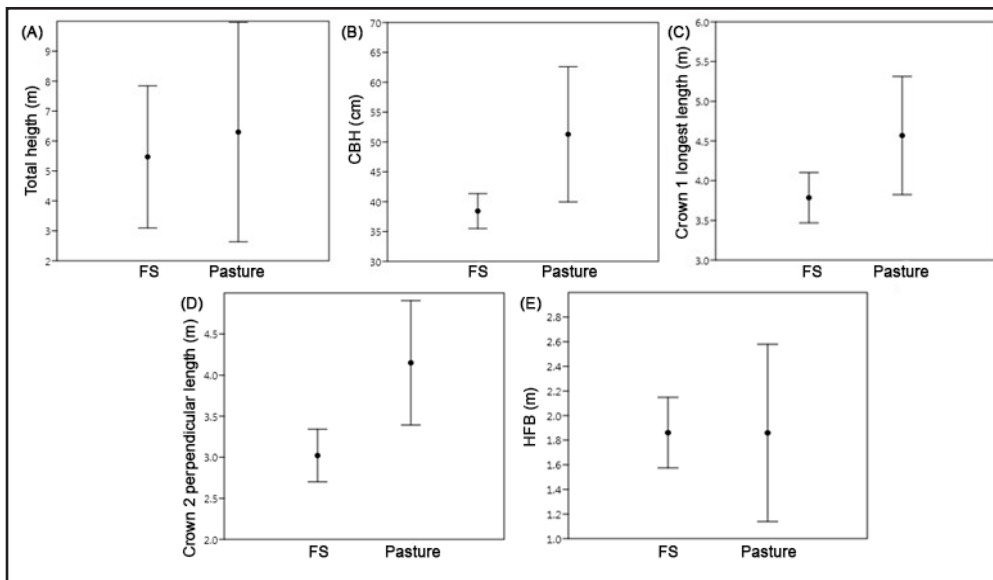 (A)
Total heigth (m)
9
8
7
6
5
4
3
2
FS Pasture
(B)
CBH (cm)
70
65
60
55
50
45
40
35
30
FS Pasture
(C)
Crown 1 longest length (m)
6.0
5.5
5.0
4.5
4.0
3.5
3.0
FS Pasture
(D)
Crown 2 perpendicular length (m)
4.5
4.0
3.5
3.0
2.5
2.0
FS Pasture
(E)
HFB (m)
2.8
2.6
2.4
2.2
2.0
1.8
1.6
1.4
1.2
1.0
FS Pasture